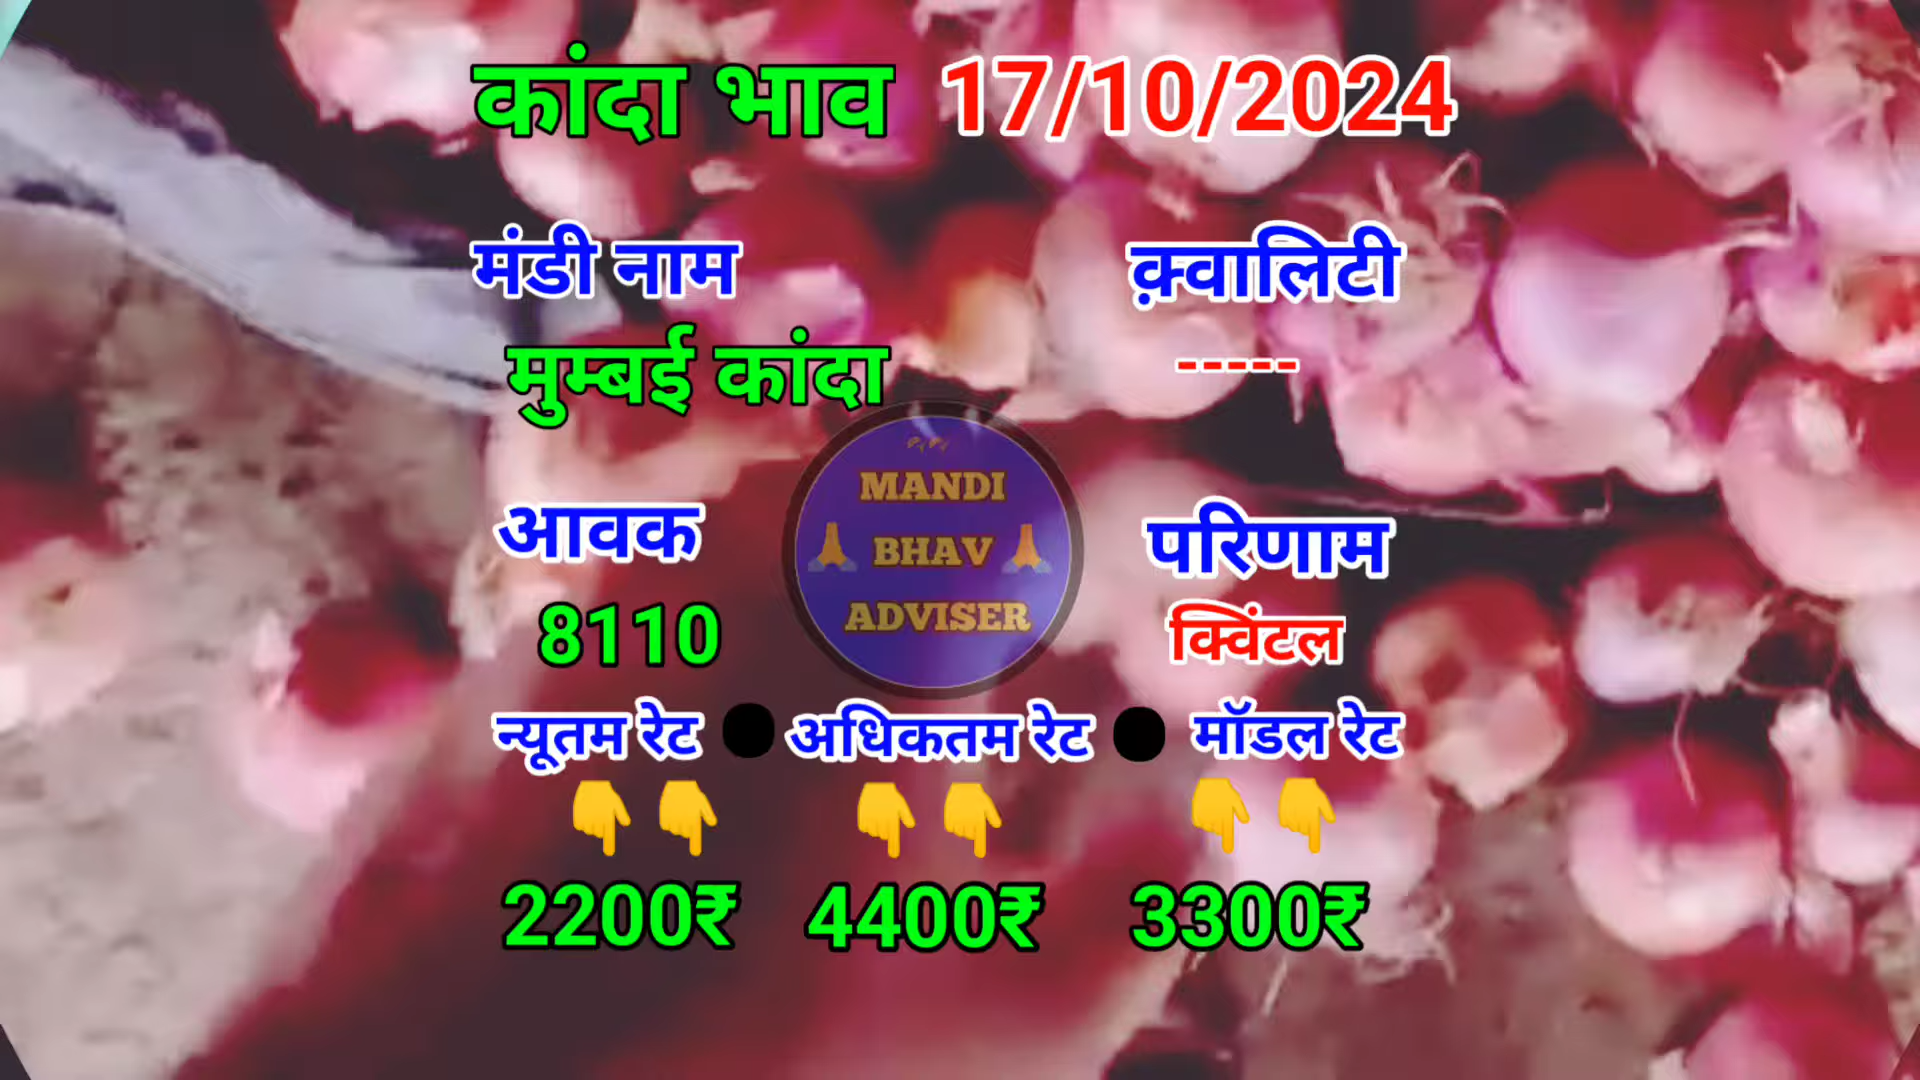 कांदा भाव 17/10/2024
मंडी नाम क़्वालिटी
मुम्बई कांदा -----
MANDI
BHAV
ADVISER
आवक परिणाम
8110 क्विंटल
न्यूतम रेट ● अधिकतम रेट ● मॉडल रेट
👇👇 👇👇 👇👇
2200₹ 4400₹ 3300₹